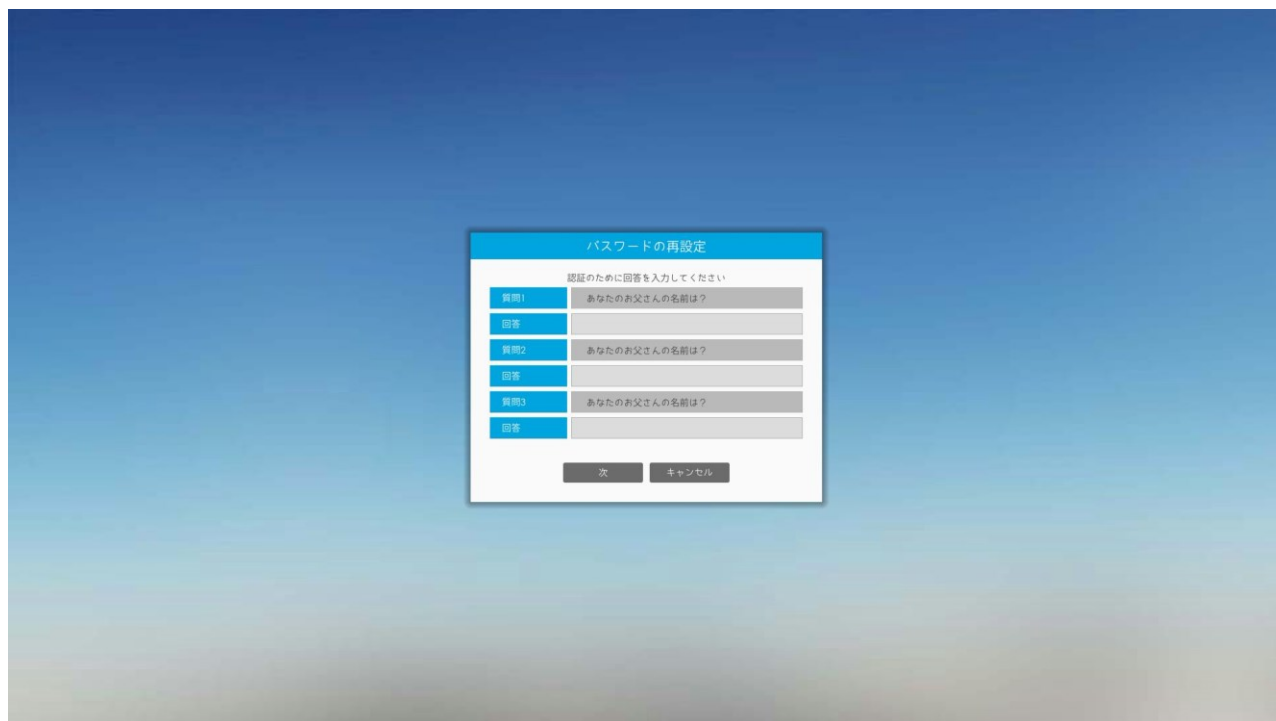 パスワードの再設定
認証のために回答を入力してください
質問1 あなたのお父さんの名前は？
回答
質問2 あなたのお父さんの名前は？
回答
質問3 あなたのお父さんの名前は？
回答
次 キャンセル